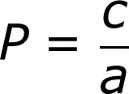 P = c/a